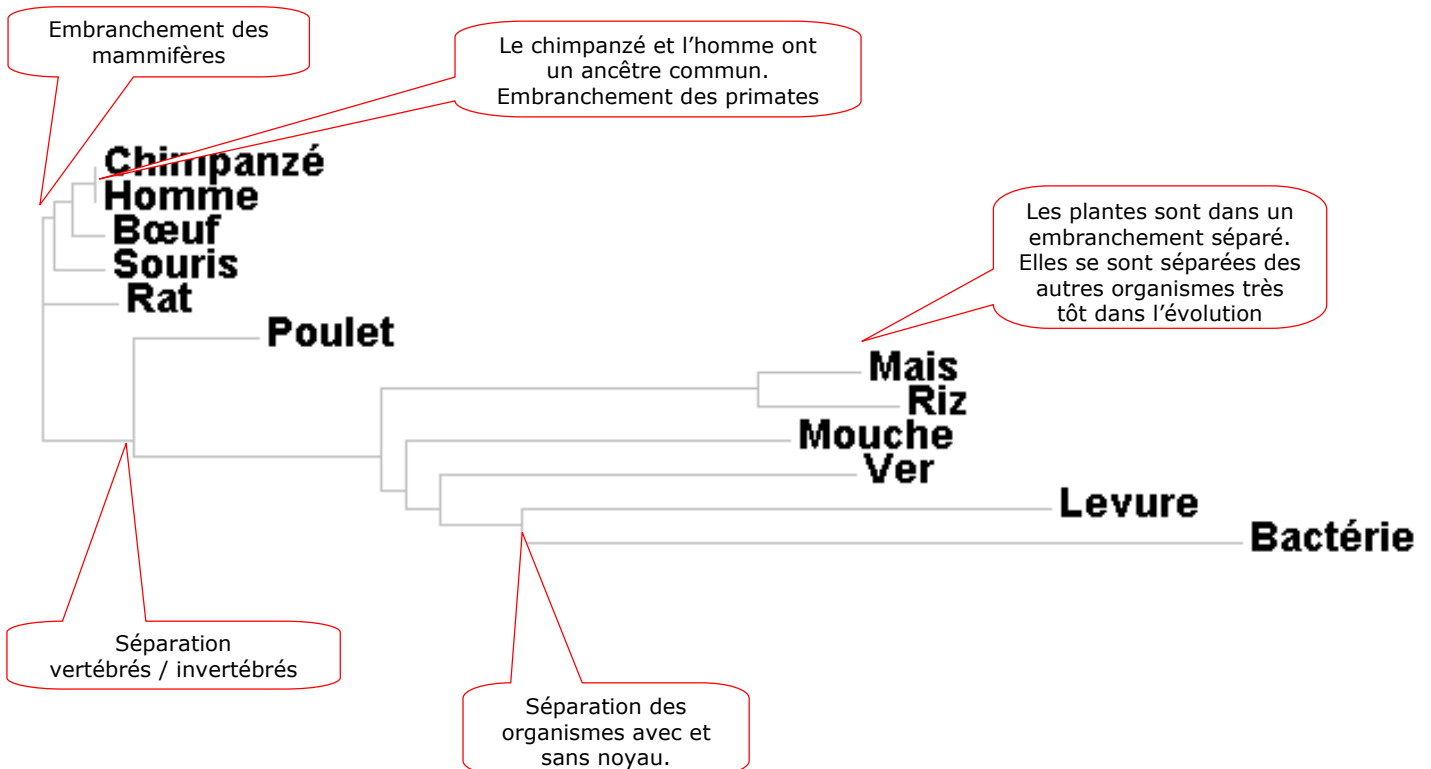 Embranchement des
mammifères
Le chimpanzé et l’homme ont
un ancêtre commun.
Embranchement des primates
Chimpanzé
Homme
Bœuf
Souris
Rat
Poulet
Les plantes sont dans un
embranchement séparé.
Elles se sont séparées des
autres organismes très
tôt dans l’évolution
Mais
Riz
Mouche
Ver
Levure
Bactérie
Séparation
vertébrés / invertébrés
Séparation des
organismes avec et
sans noyau.